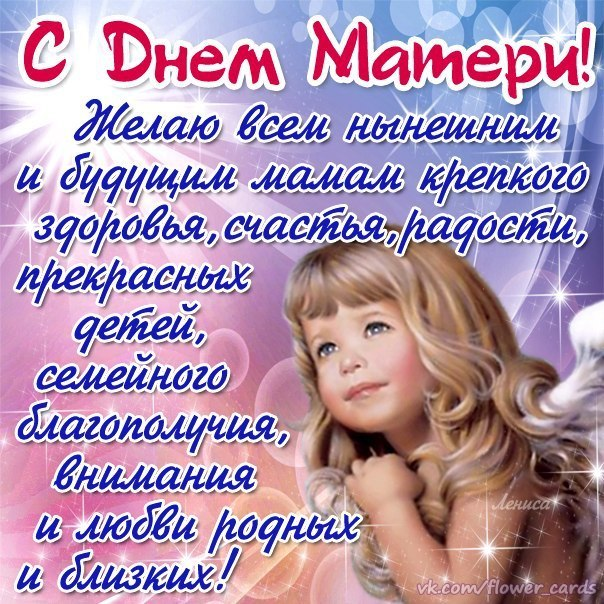 С Днем Матери!
Желаю всем нынешним
и будущим мамам крепкого
здоровья, счастья, радости,
прекрасных
детей,
семейного
благополучия,
внимания
и любви родных
и близких!
Лениса
vk.com/flower_cards